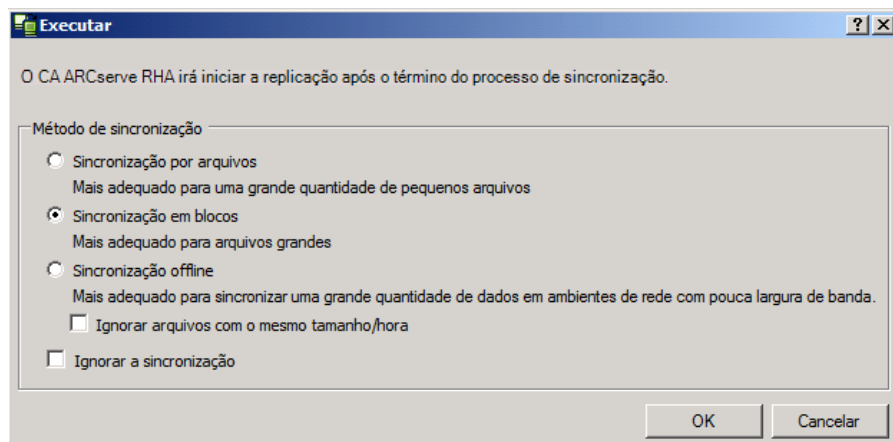 Executar
O CA ARCserve RHA irá iniciar a replicação após o término do processo de sincronização.
Método de sincronização
Sincronização por arquivos
Mais adequado para uma grande quantidade de pequenos arquivos
Sincronização em blocos
Mais adequado para arquivos grandes
Sincronização offline
Mais adequado para sincronizar uma grande quantidade de dados em ambientes de rede com pouca largura de banda.
Ignorar arquivos com o mesmo tamanho/hora
Ignorar a sincronização
OK Cancelar